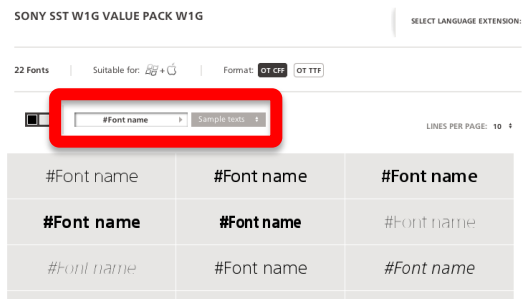 SONY SST W1G VALUE PACK W1G
SELECT LANGUAGE EXTENSION:
22 Fonts Suitable for: + Format: OT CFF OT TTF
#Font name Sample texts
LINES PER PAGE: 10
#Font name #Font name #Font name
#Font name #Font name #Font name
#Font name #Font name #Font name